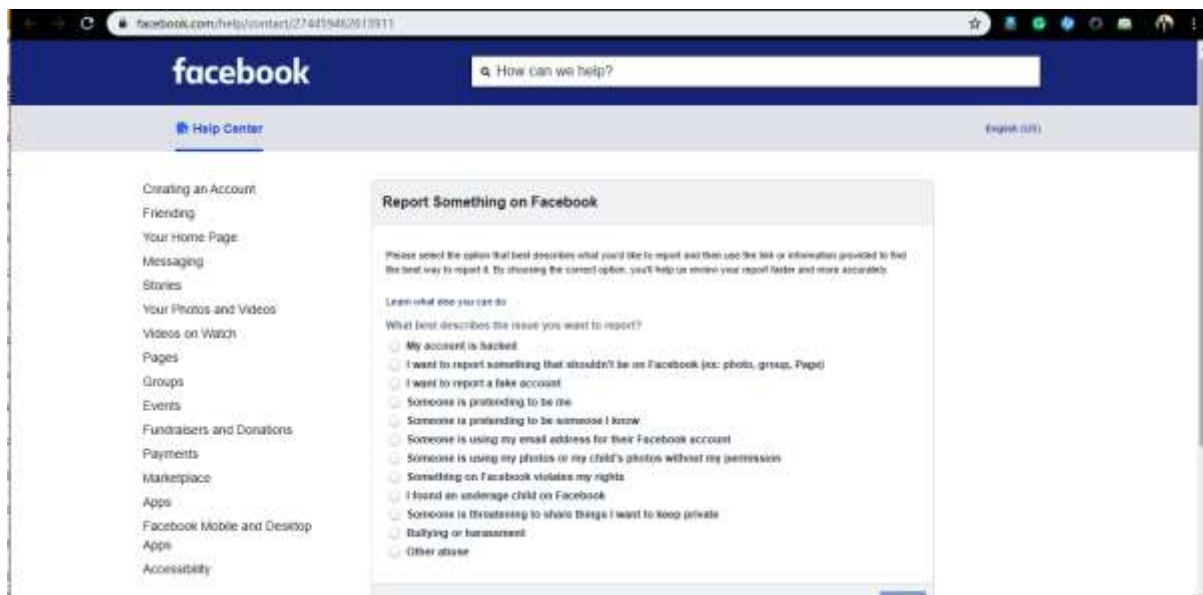 facebook.com/help/contact/274459462613911
facebook
How can we help?
Help Center
English (US)
Creating an Account
Friending
Your Home Page
Messaging
Stories
Your Photos and Videos
Videos on Watch
Pages
Groups
Events
Fundraisers and Donations
Payments
Marketplace
Apps
Facebook Mobile and Desktop
Apps
Accessibility
Report Something on Facebook
Please select the option that best describes what you'd like to report and then use the link or information provided to find
the best way to report it. By choosing the correct option, you'll help us review your report faster and more accurately.
Learn what else you can do
What best describes the issue you want to report?
My account is hacked
I want to report something that shouldn't be on Facebook (ex: photo, group, Page)
I want to report a fake account
Someone is pretending to be me
Someone is pretending to be someone I know
Someone is using my email address for their Facebook account
Someone is using my photos or my child's photos without my permission
Something on Facebook violates my rights
I found an underage child on Facebook
Someone is threatening to share things I want to keep private
Bullying or harassment
Other abuse